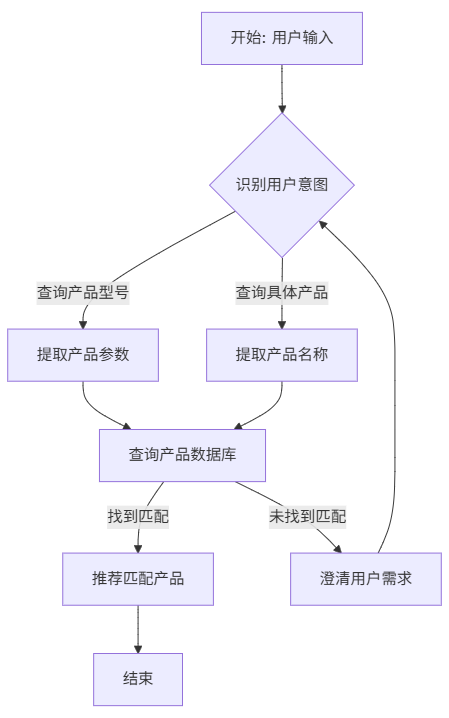 开始: 用户输入
识别用户意图
查询产品型号
查询具体产品
提取产品参数
提取产品名称
查询产品数据库
找到匹配
未找到匹配
推荐匹配产品
澄清用户需求
结束